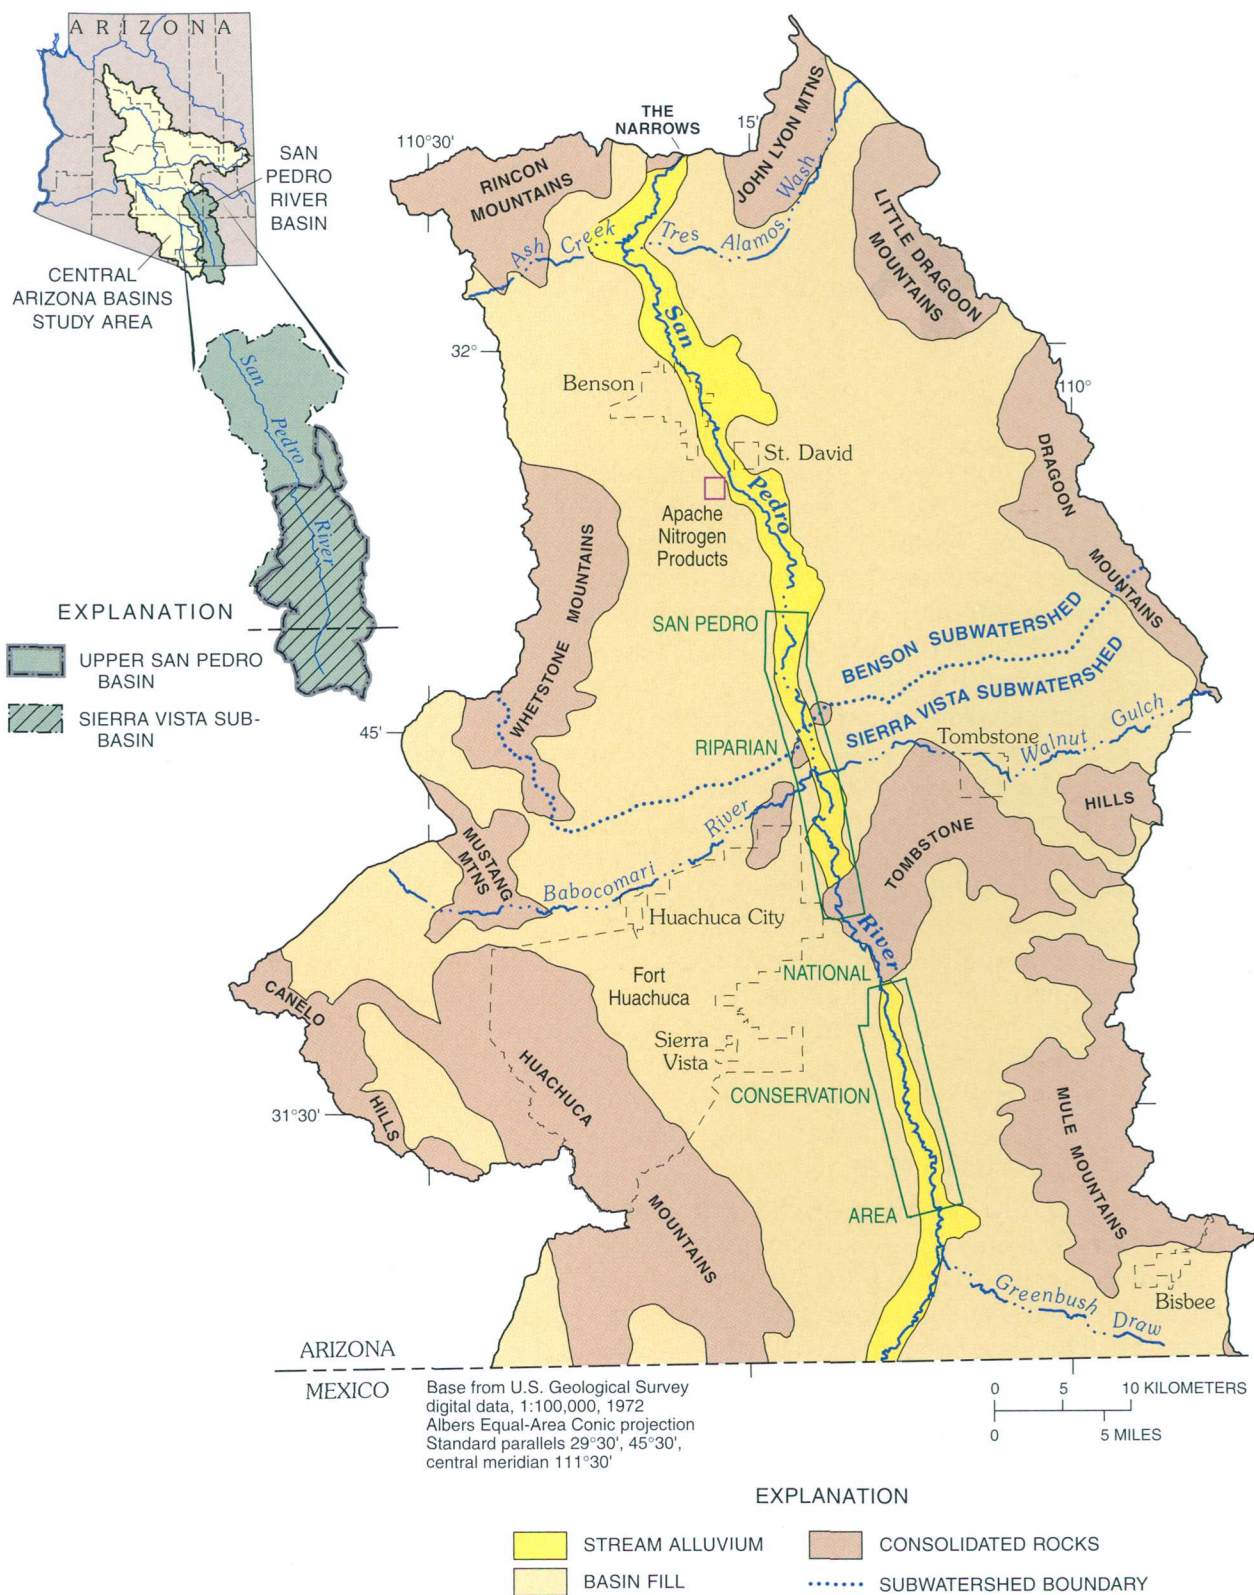 ARIZONA
SAN
PEDRO
RIVER
BASIN
CENTRAL
ARIZONA BASINS
STUDY AREA
San
Pedro
River
EXPLANATION
UPPER SAN PEDRO
BASIN
SIERRA VISTA SUB-
BASIN
THE
NARROWS
110°30'
15'
RINCON
MOUNTAINS
JOHN LYON MTNS
Ash Creek
Tres Alamos Wash
LITTLE DRAGOON
MOUNTAINS
32°
110°
San
Benson
St. David
Pedro
Apache
Nitrogen
Products
DRAGOON
MOUNTAINS
WHETSTONE MOUNTAINS
SAN PEDRO
BENSON SUBWATERSHED
SIERRA VISTA SUBWATERSHED
45'
RIPARIAN
Tombstone
Walnut Gulch
HILLS
TOMBSTONE
MUSTANG
MTNS
Babocomari River
Huachuca City
River
NATIONAL
Fort
Huachuca
CANELO
HILLS
Sierra
Vista
HUACHUCA
MOUNTAINS
CONSERVATION
31°30'
MULE MOUNTAINS
AREA
Greenbush Draw
Bisbee
ARIZONA
MEXICO
Base from U.S. Geological Survey
digital data, 1:100,000, 1972
Albers Equal-Area Conic projection
Standard parallels 29°30', 45°30',
central meridian 111°30'
0 5 10 KILOMETERS
0 5 MILES
EXPLANATION
STREAM ALLUVIUM
CONSOLIDATED ROCKS
BASIN FILL
SUBWATERSHED BOUNDARY